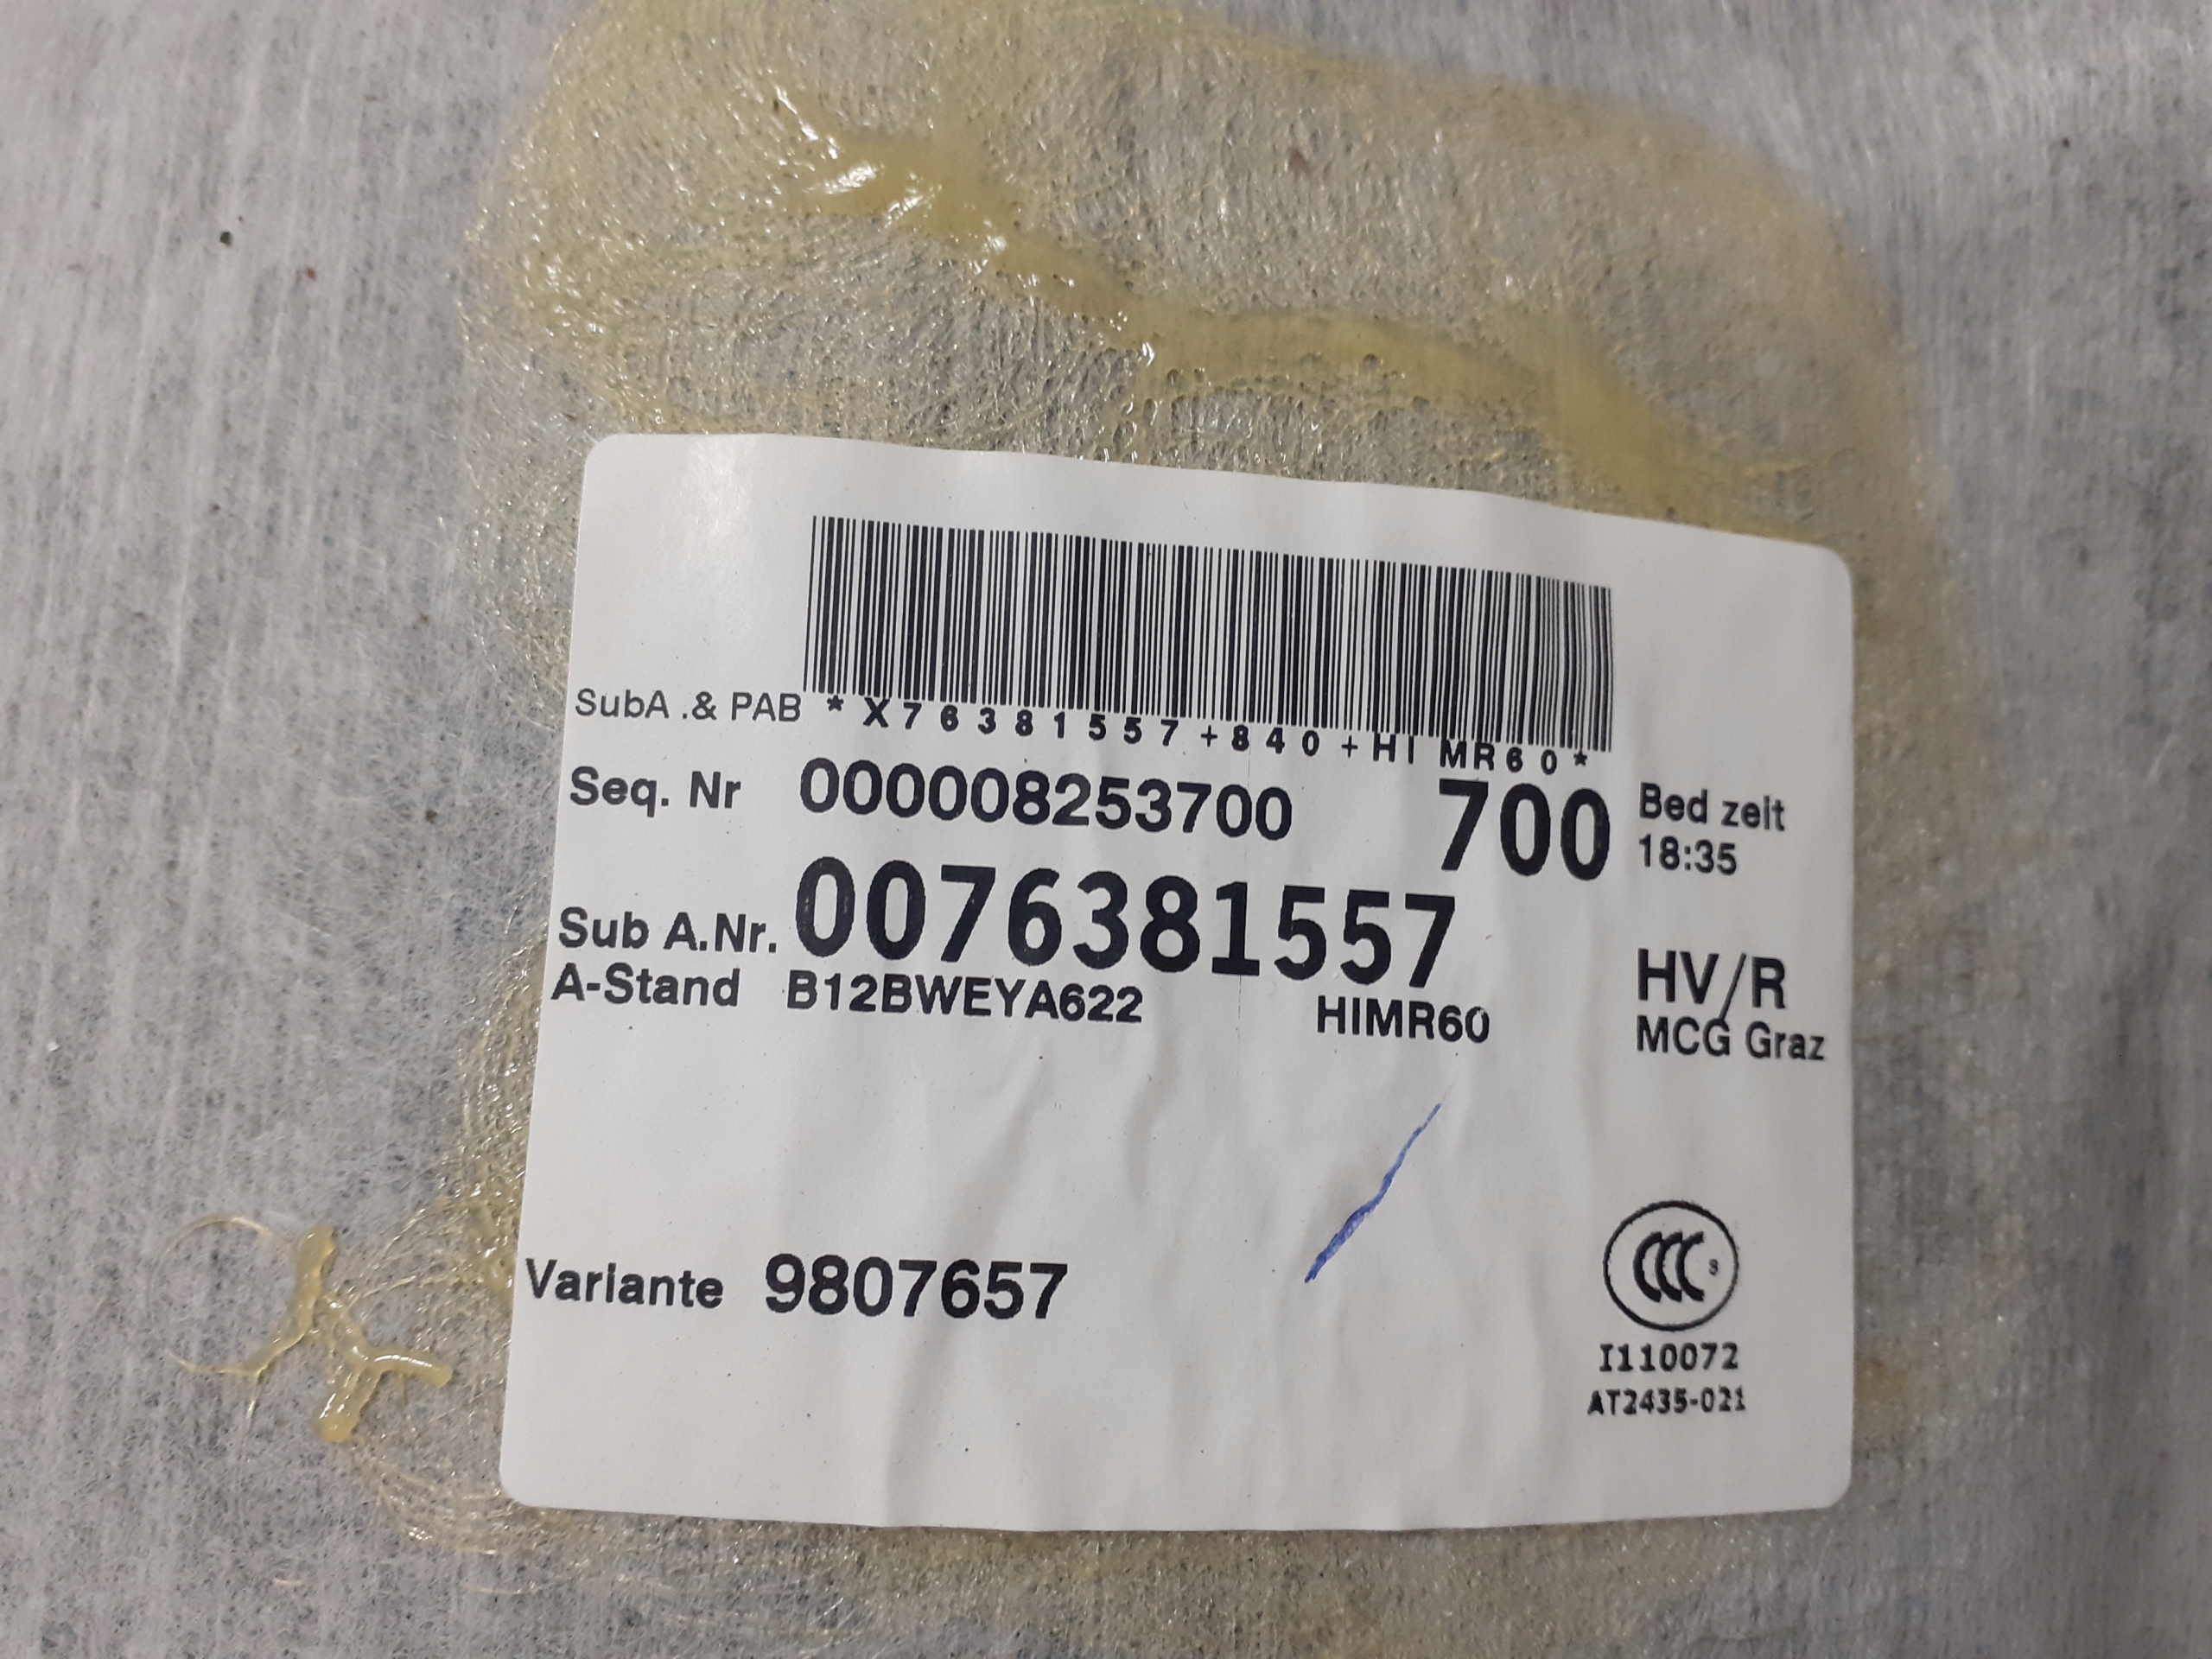 SubA .& PAB *X76381557+840+HIMR60*
Seq. Nr 000008253700 700 Bed zeit
18:35
Sub A.Nr. 0076381557
A-Stand B12BWEYA622 HIMR60
HV/R
MCG Graz
Variante 9807657
CCC S
I110072
AT2435-021